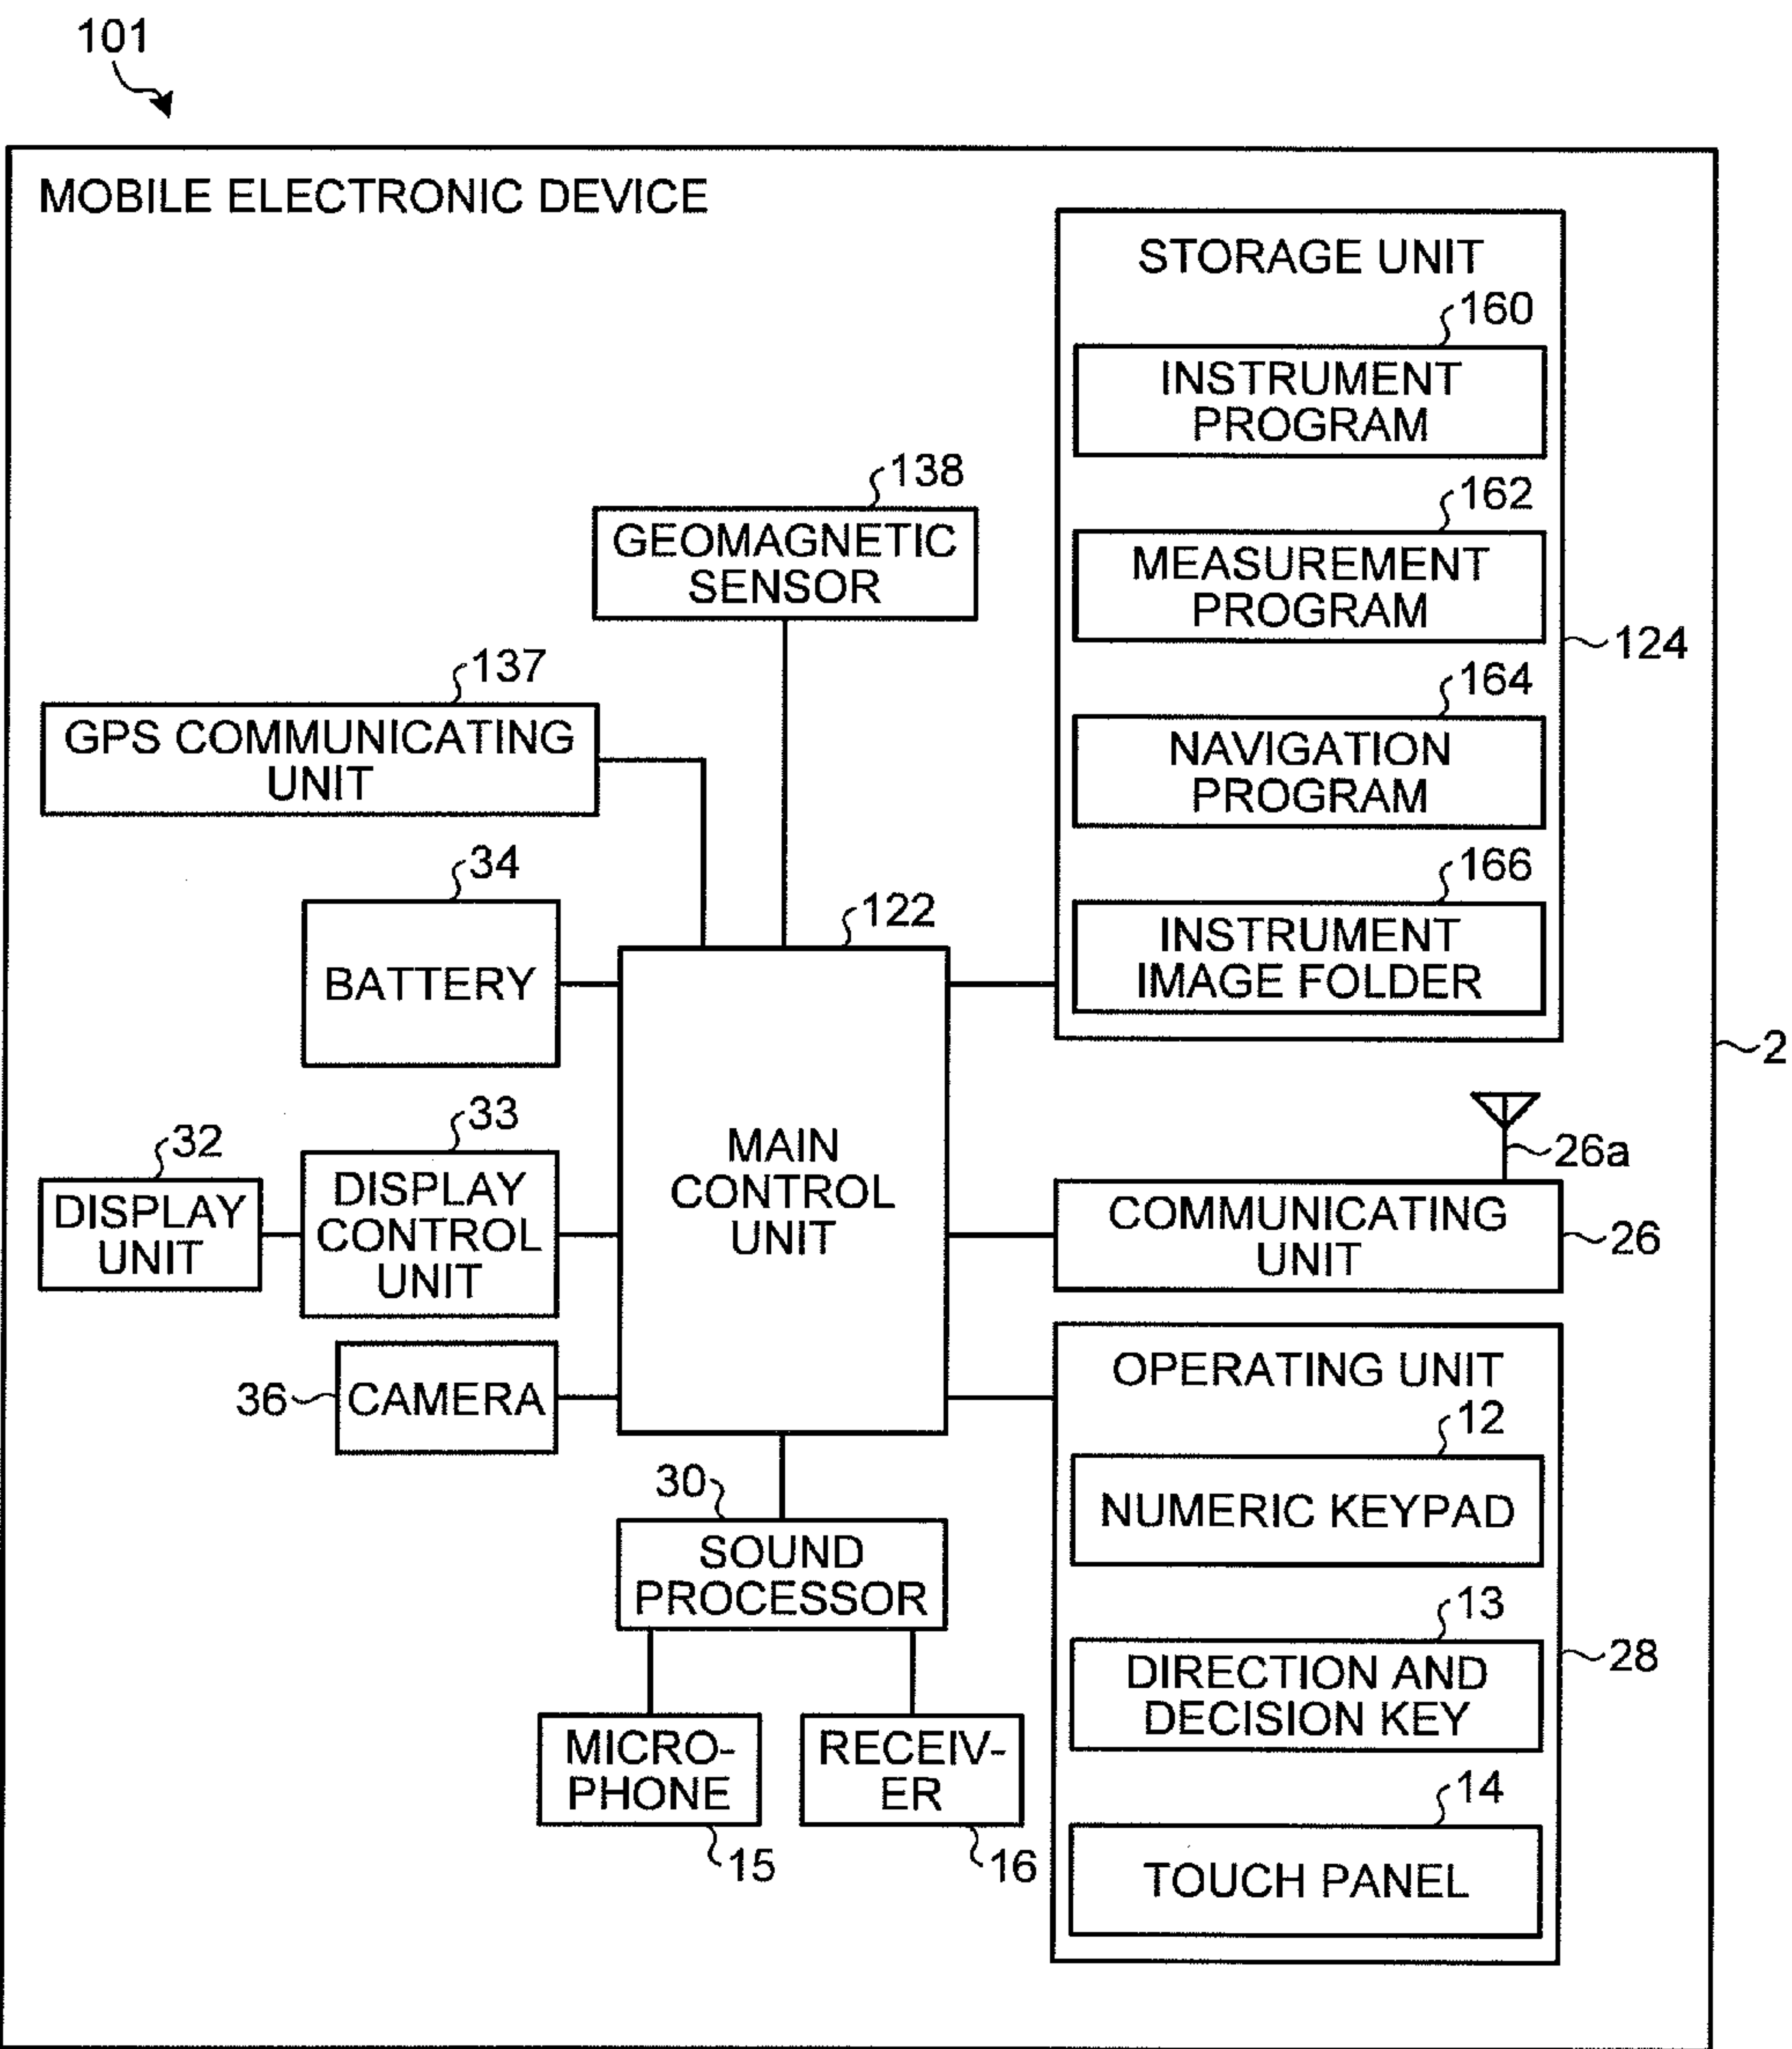 101
MOBILE ELECTRONIC DEVICE
STORAGE UNIT
160
INSTRUMENT
PROGRAM
162
MEASUREMENT
PROGRAM
124
164
NAVIGATION
PROGRAM
166
INSTRUMENT
IMAGE FOLDER
138
GEOMAGNETIC
SENSOR
137
GPS COMMUNICATING
UNIT
34
BATTERY
122
MAIN
CONTROL
UNIT
2
32
DISPLAY
UNIT
33
DISPLAY
CONTROL
UNIT
26a
COMMUNICATING
UNIT
26
36
CAMERA
OPERATING UNIT
12
NUMERIC KEYPAD
13
DIRECTION AND
DECISION KEY
28
14
TOUCH PANEL
30
SOUND
PROCESSOR
MICRO-
PHONE
15
RECEIV-
ER
16